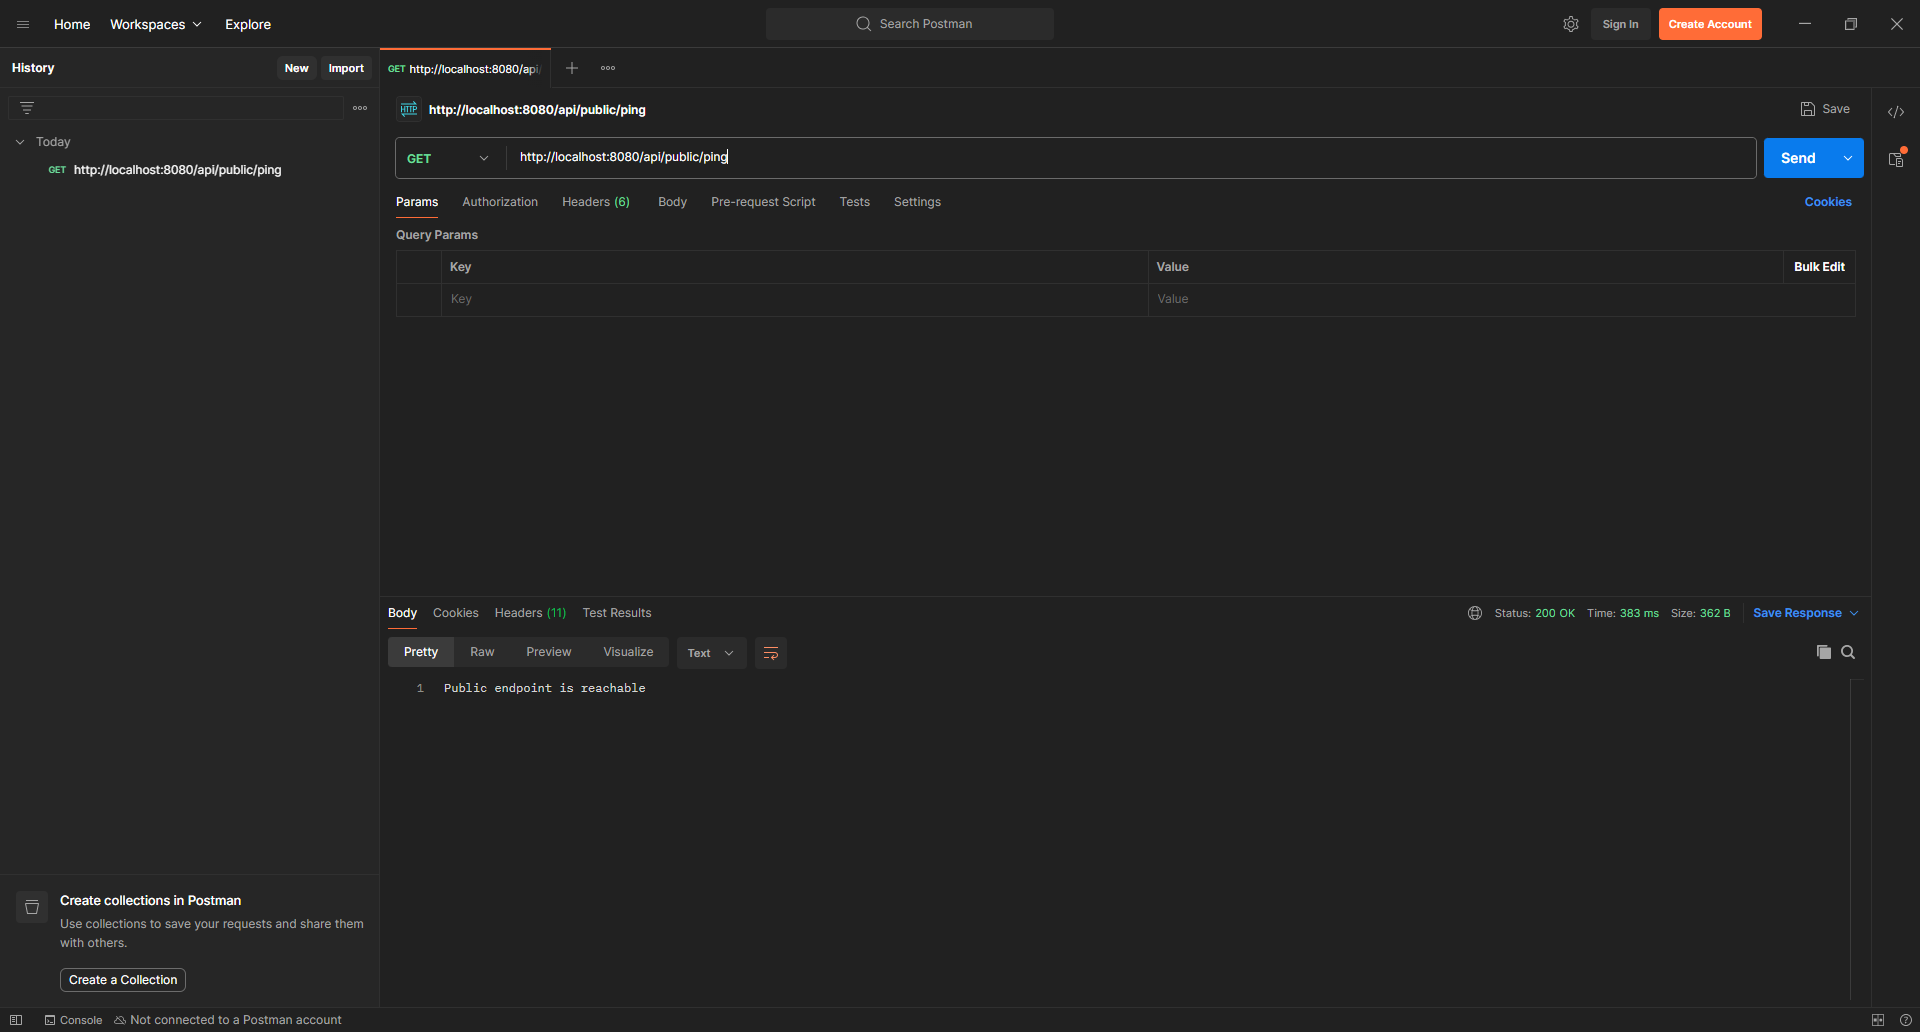 Home Workspaces Explore
Search Postman
Sign In Create Account
History New Import
GET http://localhost:8080/api/
HTTP http://localhost:8080/api/public/ping
Save
Today
GET http://localhost:8080/api/public/ping
GET http://localhost:8080/api/public/ping
Send
Params Authorization Headers (6) Body Pre-request Script Tests Settings
Cookies
Query Params
Key Value Bulk Edit
Key Value
Body Cookies Headers (11) Test Results
Status: 200 OK Time: 383 ms Size: 362 B Save Response
Pretty Raw Preview Visualize Text
1 Public endpoint is reachable
Create collections in Postman
Use collections to save your requests and share them
with others.
Create a Collection
Console Not connected to a Postman account